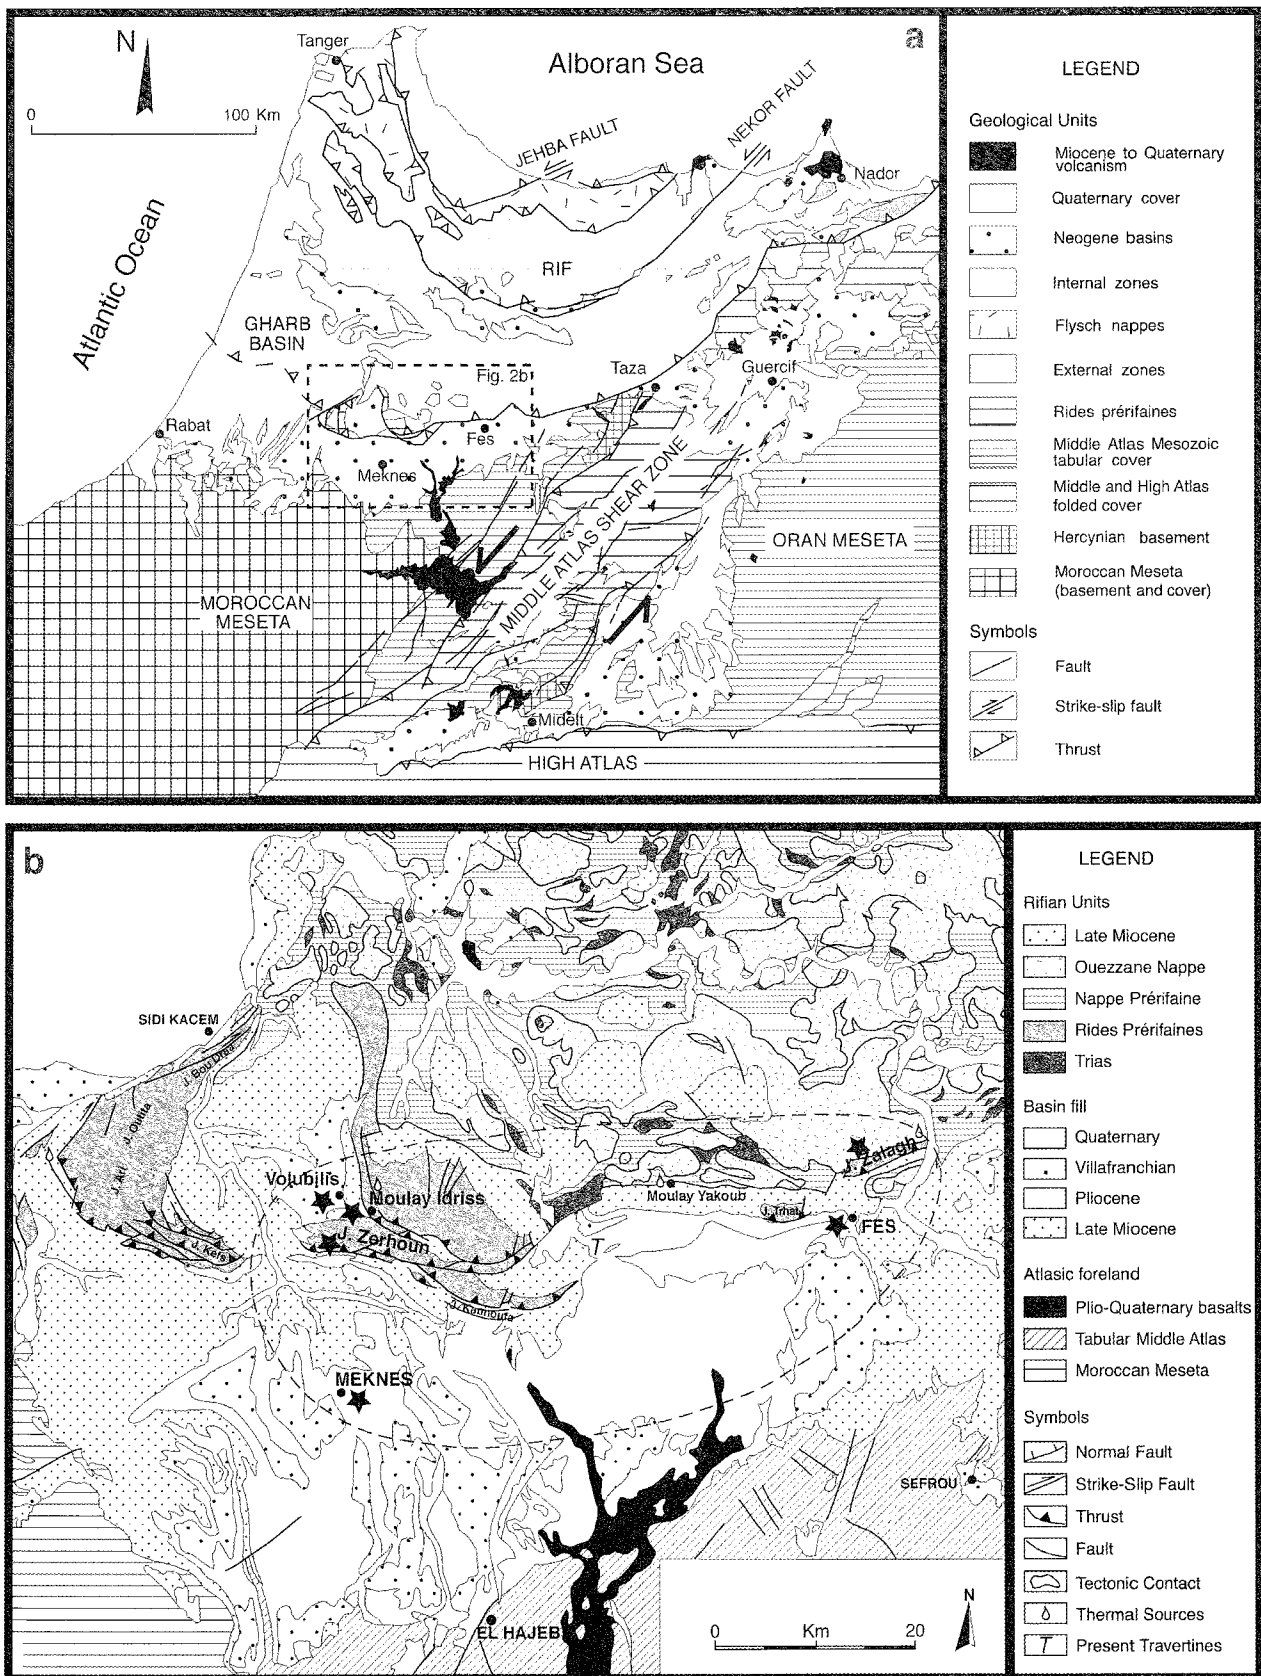 a
N
Tanger
Alboran Sea
0
100 Km
JEHBA FAULT
NEKOR FAULT
Nador
Atlantic Ocean
RIF
GHARB
BASIN
Fig. 2b
Taza
Guercif
Rabat
Fes
Meknes
MIDDLE ATLAS SHEAR ZONE
ORAN MESETA
MOROCCAN
MESETA
Midelt
HIGH ATLAS
LEGEND
Geological Units
Miocene to Quaternary
volcanism
Quaternary cover
Neogene basins
Internal zones
Flysch nappes
External zones
Rides prérifaines
Middle Atlas Mesozoic
tabular cover
Middle and High Atlas
folded cover
Hercynian basement
Moroccan Meseta
(basement and cover)
Symbols
Fault
Strike-slip fault
Thrust
b
SIDI KACEM
J. Bou Draa
J. Outita
J. Kefs
Volubilis
Moulay Idriss
J. Zerhoun
J. Zalagh
Moulay Yakoub
J. Trhat
FES
T
MEKNES
SEFROU
EL HAJEB
N
0
Km
20
LEGEND
Rifian Units
Late Miocene
Ouezzane Nappe
Nappe Prérifaine
Rides Prérifaines
Trias
Basin fill
Quaternary
Villafranchian
Pliocene
Late Miocene
Atlasic foreland
Plio-Quaternary basalts
Tabular Middle Atlas
Moroccan Meseta
Symbols
Normal Fault
Strike-Slip Fault
Thrust
Fault
Tectonic Contact
Thermal Sources
T Present Travertines